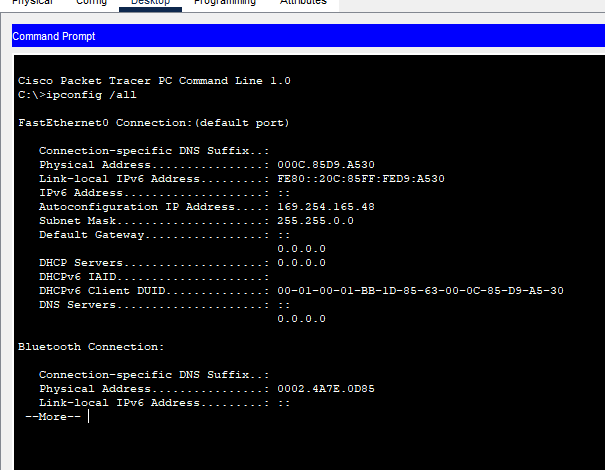 Physical Config Desktop Programming Attributes
Command Prompt
Cisco Packet Tracer PC Command Line 1.0
C:\>ipconfig /all
FastEthernet0 Connection:(default port)
Connection-specific DNS Suffix..:
Physical Address................: 000C.85D9.A530
Link-local IPv6 Address.........: FE80::20C:85FF:FED9:A530
IPv6 Address....................: ::
Autoconfiguration IP Address....: 169.254.165.48
Subnet Mask.....................: 255.255.0.0
Default Gateway.................: ::
0.0.0.0
DHCP Servers....................: 0.0.0.0
DHCPv6 IAID.....................:
DHCPv6 Client DUID..............: 00-01-00-01-BB-1D-85-63-00-0C-85-D9-A5-30
DNS Servers.....................: ::
0.0.0.0
Bluetooth Connection:
Connection-specific DNS Suffix..:
Physical Address................: 0002.4A7E.0D85
Link-local IPv6 Address.........: ::
--More--